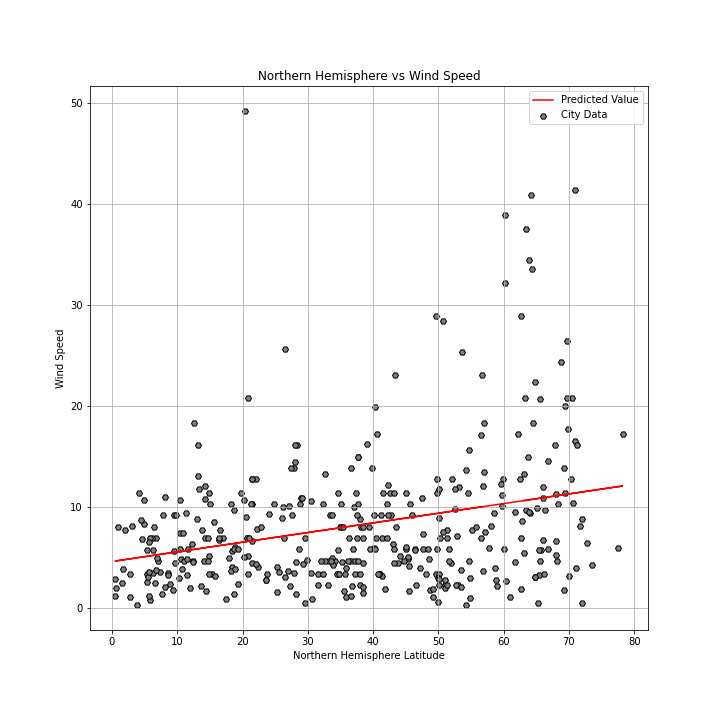 Northern Hemisphere vs Wind Speed
Predicted Value
City Data
50
40
30
20
10
0
Wind Speed
0 10 20 30 40 50 60 70 80
Northern Hemisphere Latitude